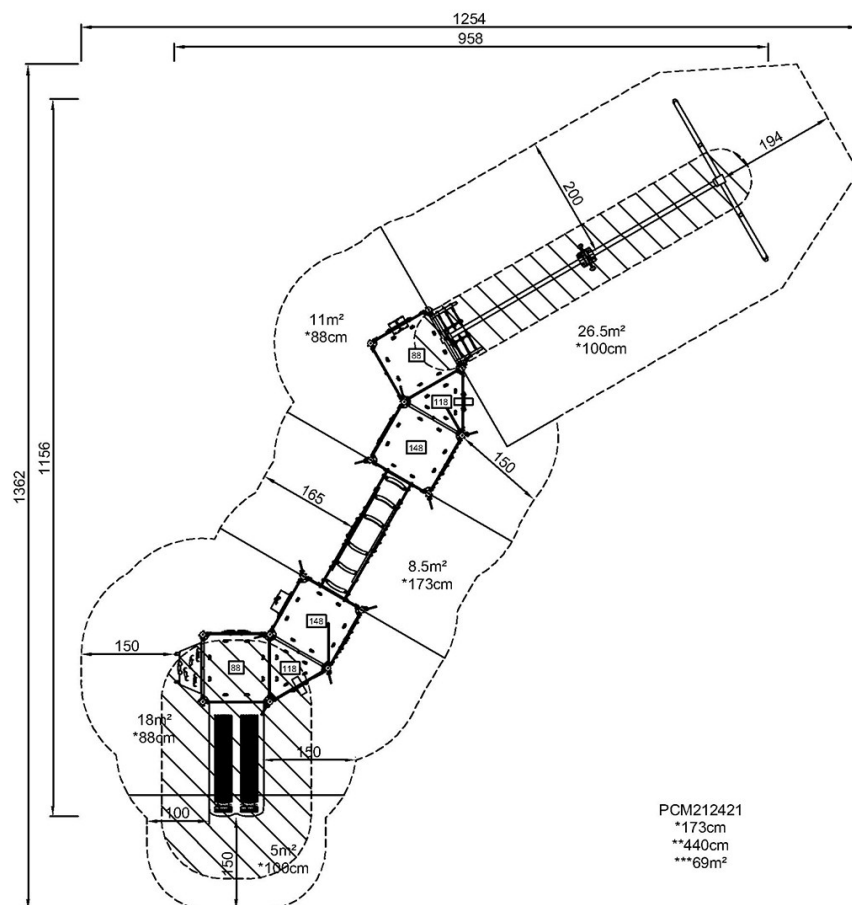 1254
958
194
200
11m²
*88cm
26.5m²
*100cm
88
118
148
150
1362
1156
165
8.5m²
*173cm
148
150
88
118
18m²
*88cm
150
100
5m²
*100cm
150
PCM212421
*173cm
**440cm
***69m²